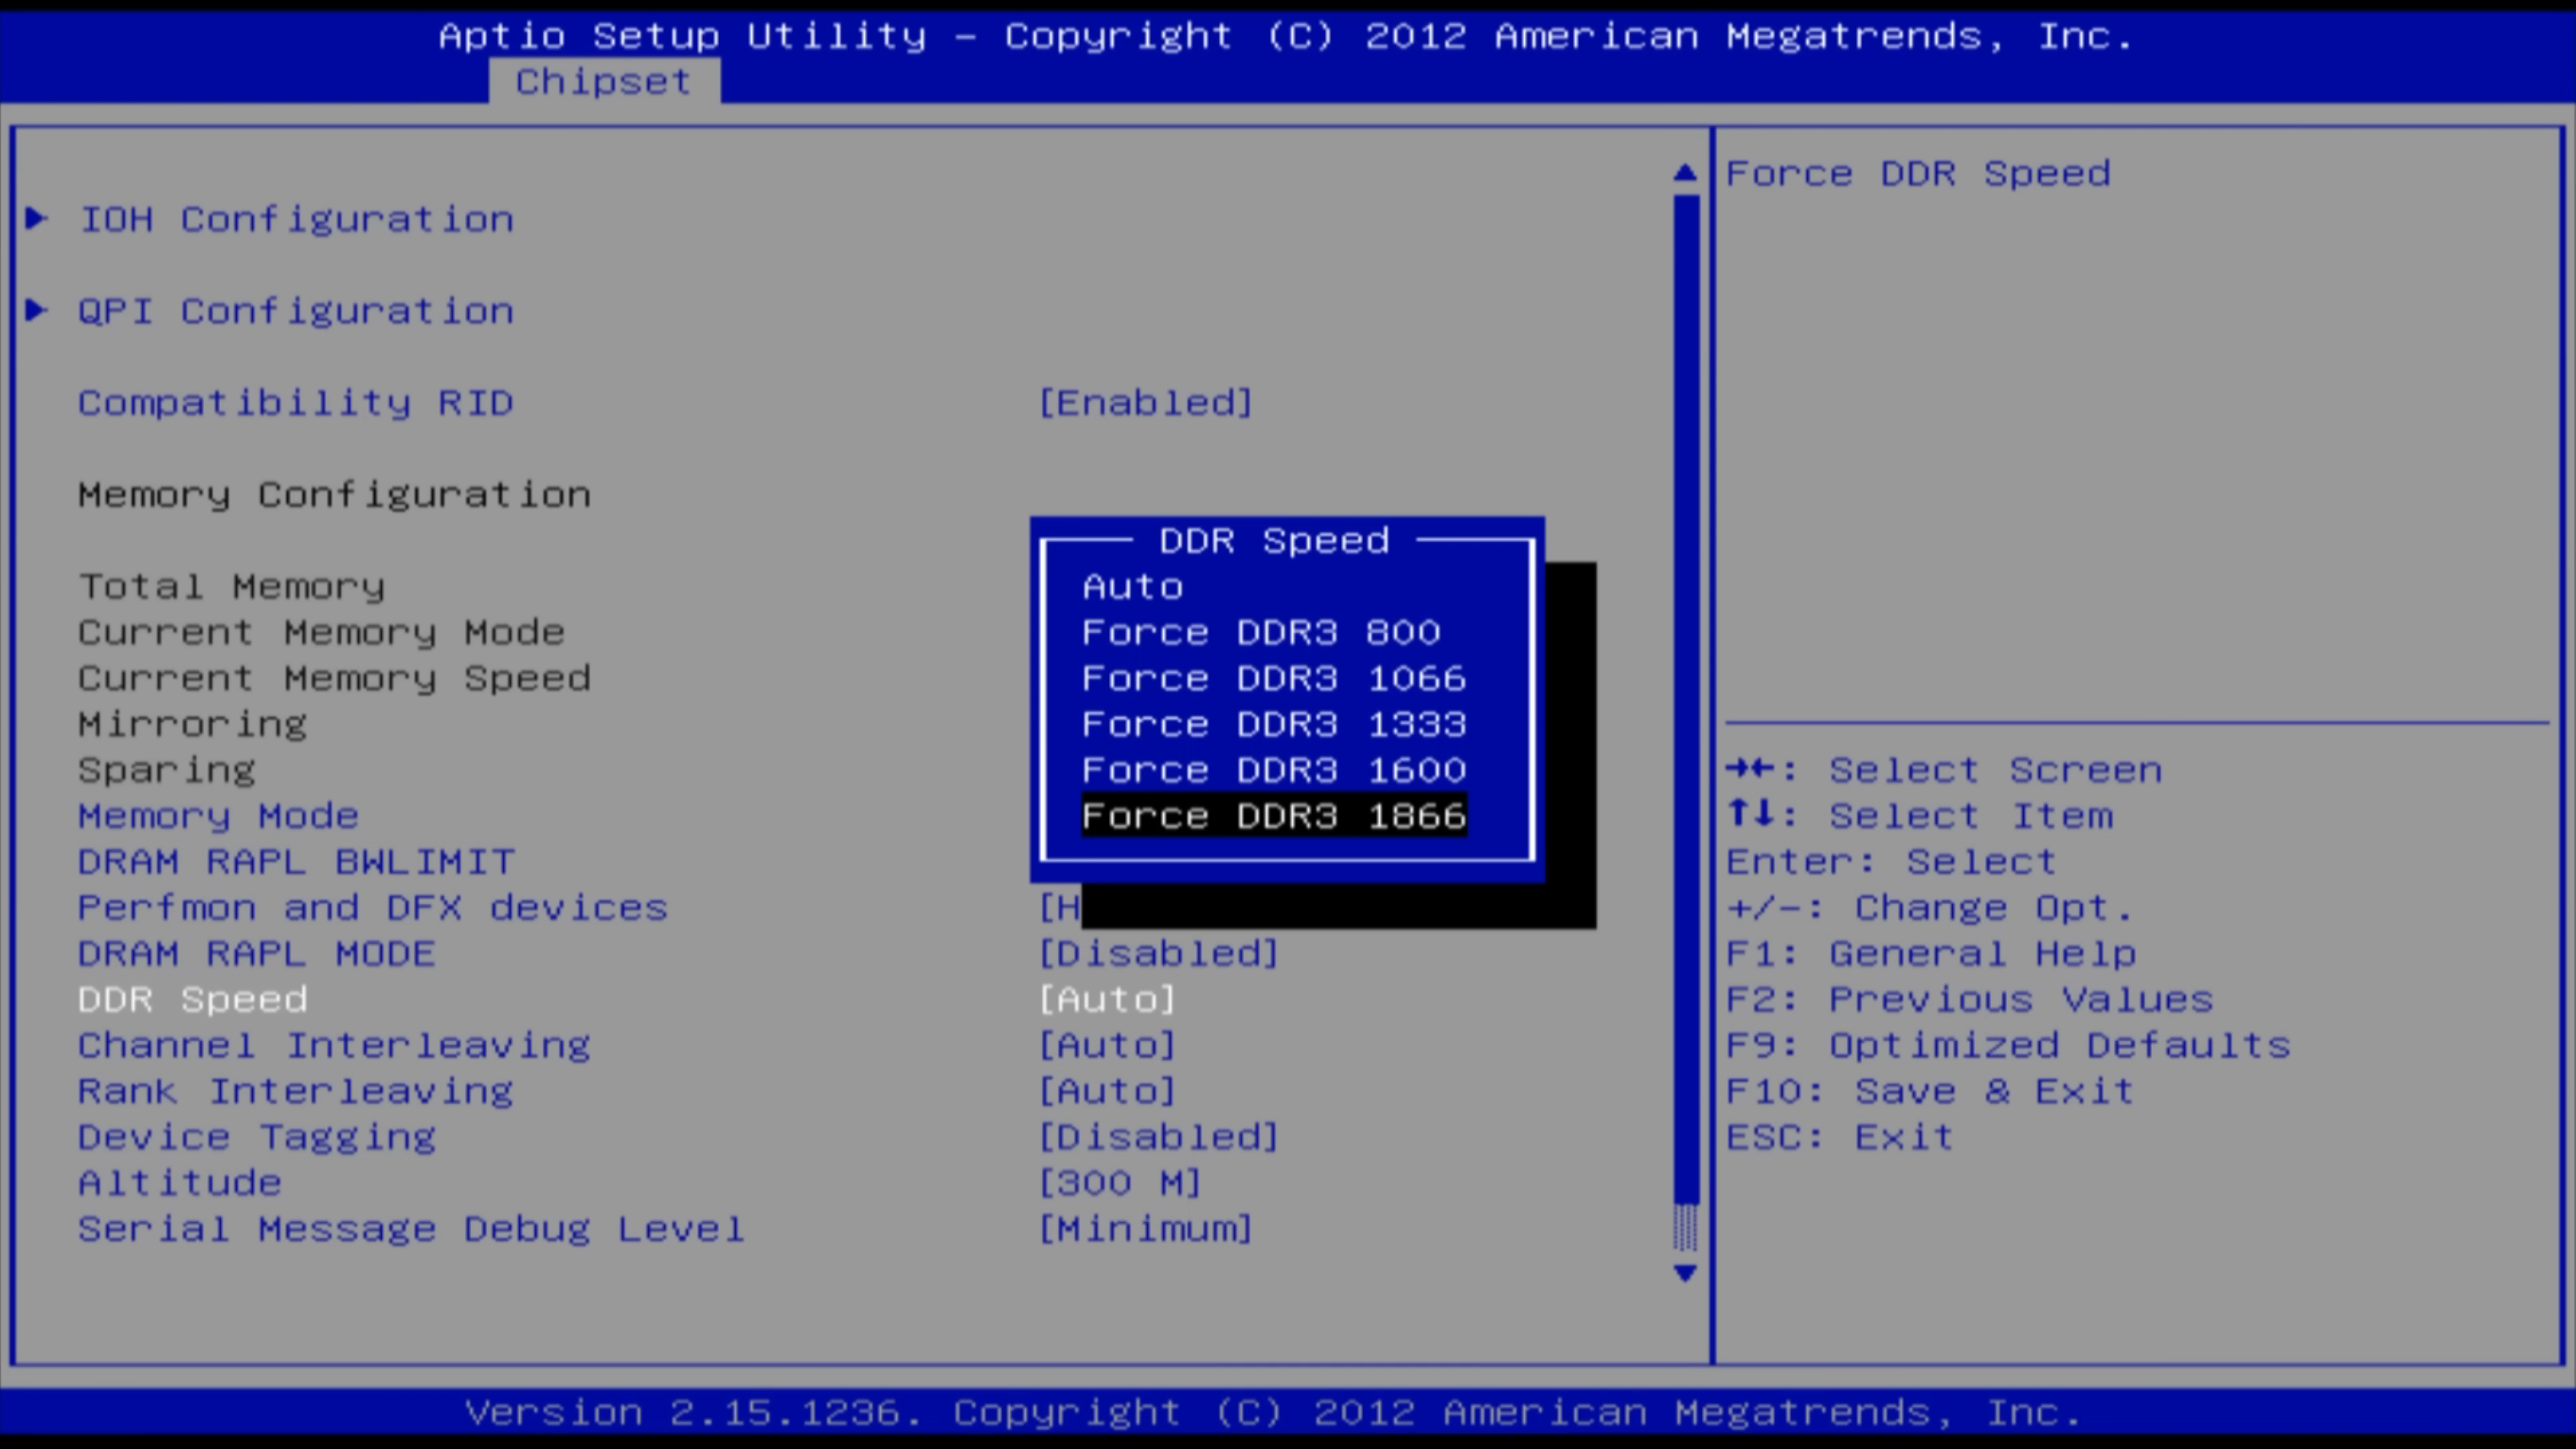 Aptio Setup Utility – Copyright (C) 2012 American Megatrends, Inc.
Chipset
IOH Configuration
QPI Configuration
Compatibility RID [Enabled]
Memory Configuration
Total Memory
Current Memory Mode
Current Memory Speed
Mirroring
Sparing
Memory Mode
DRAM RAPL BWLIMIT
Perfmon and DFX devices [H
DRAM RAPL MODE [Disabled]
DDR Speed [Auto]
Channel Interleaving [Auto]
Rank Interleaving [Auto]
Device Tagging [Disabled]
Altitude [300 M]
Serial Message Debug Level [Minimum]
DDR Speed
Auto
Force DDR3 800
Force DDR3 1066
Force DDR3 1333
Force DDR3 1600
Force DDR3 1866
Force DDR Speed
→←: Select Screen
↑↓: Select Item
Enter: Select
+/-: Change Opt.
F1: General Help
F2: Previous Values
F9: Optimized Defaults
F10: Save & Exit
ESC: Exit
Version 2.15.1236. Copyright (C) 2012 American Megatrends, Inc.